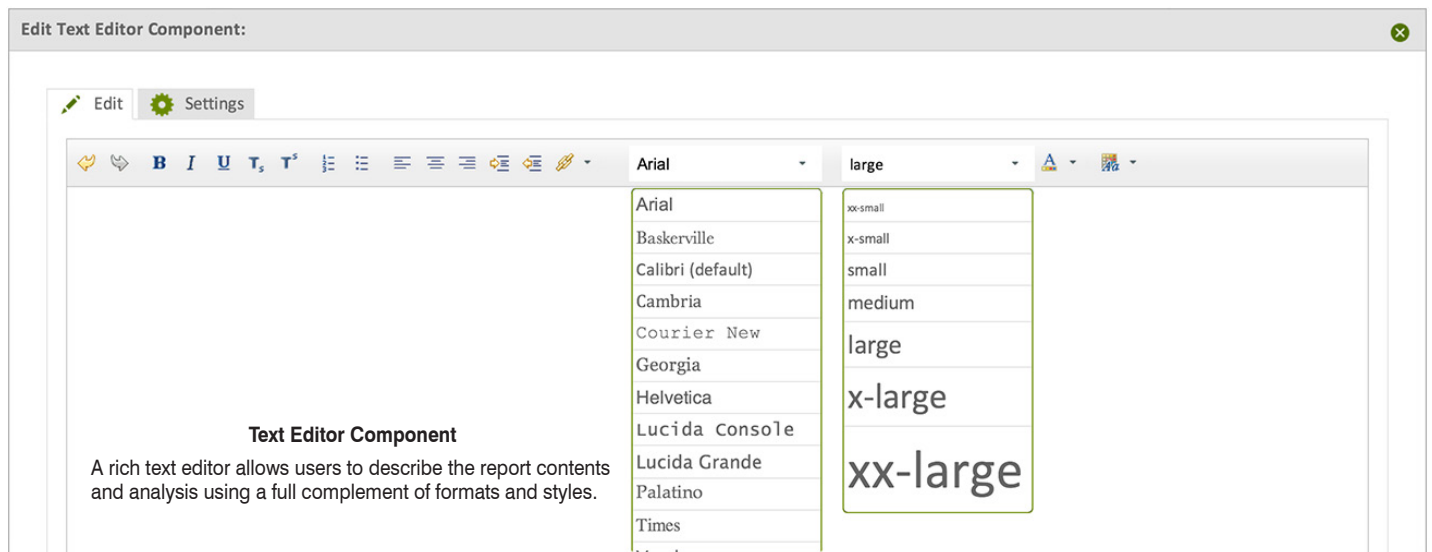 Edit Text Editor Component:
Edit Settings
B I U Ts Ts Arial large A
Arial
Baskerville
Calibri (default)
Cambria
Courier New
Georgia
Helvetica
Lucida Console
Lucida Grande
Palatino
Times
xx-small
x-small
small
medium
large
x-large
xx-large
Text Editor Component
A rich text editor allows users to describe the report contents
and analysis using a full complement of formats and styles.